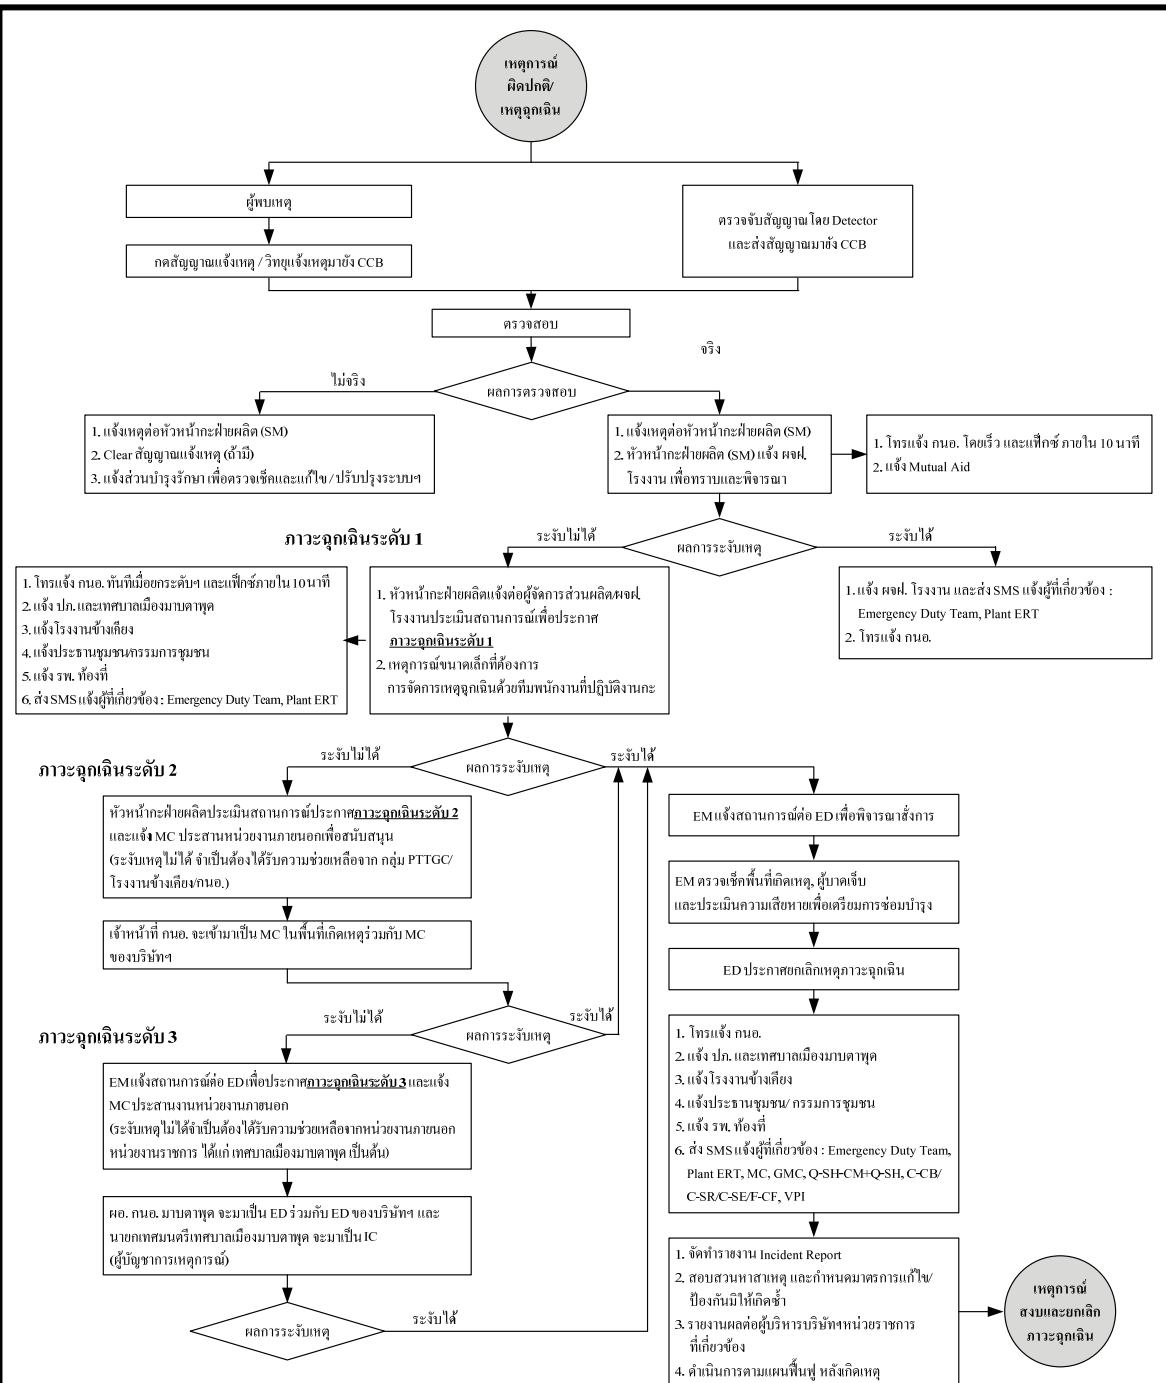 เหตุการณ์
ผิดปกติ/
เหตุฉุกเฉิน
ผู้พบเหตุ
กดสัญญาณแจ้งเหตุ / วิทยุแจ้งเหตุมายัง CCB
ตรวจจับสัญญาณโดย Detector
และส่งสัญญาณมายัง CCB
ตรวจสอบ
จริง
ไม่จริง
ผลการตรวจสอบ
1. แจ้งเหตุต่อหัวหน้ากะฝ่ายผลิต (SM)
2. Clear สัญญาณแจ้งเหตุ (ถ้ามี)
3. แจ้งส่วนบำรุงรักษา เพื่อตรวจเช็คและแก้ไข / ปรับปรุงระบบฯ
1. แจ้งเหตุต่อหัวหน้ากะฝ่ายผลิต (SM)
2. หัวหน้ากะฝ่ายผลิต (SM) แจ้ง ผจฝ.
โรงงาน เพื่อทราบและพิจารณา
1. โทรแจ้ง กนอ. โดยเร็ว และแฟ็กซ์ ภายใน 10 นาที
2. แจ้ง Mutual Aid
ภาวะฉุกเฉินระดับ 1
ระงับไม่ได้
ผลการระงับเหตุ
ระงับได้
1. โทรแจ้ง กนอ. ทันทีเมื่อยกระดับฯ และแฟ็กซ์ภายใน 10 นาที
2. แจ้ง ปภ. และเทศบาลเมืองมาบตาพุด
3. แจ้งโรงงานข้างเคียง
4. แจ้งประธานชุมชน/กรรมการชุมชน
5. แจ้ง รพ. ท้องที่
6. ส่ง SMS แจ้งผู้ที่เกี่ยวข้อง : Emergency Duty Team, Plant ERT
1. หัวหน้ากะฝ่ายผลิตแจ้งต่อผู้จัดการส่วนผลิต/ผจฝ.
โรงงานประเมินสถานการณ์เพื่อประกาศ
ภาวะฉุกเฉินระดับ 1
2. เหตุการณ์ขนาดเล็กที่ต้องการ
การจัดการเหตุฉุกเฉินด้วยทีมพนักงานที่ปฏิบัติงานกะ
1. แจ้ง ผจฝ. โรงงาน และส่ง SMS แจ้งผู้ที่เกี่ยวข้อง :
Emergency Duty Team, Plant ERT
2. โทรแจ้ง กนอ.
ภาวะฉุกเฉินระดับ 2
ระงับไม่ได้
ผลการระงับเหตุ
ระงับได้
หัวหน้ากะฝ่ายผลิตประเมินสถานการณ์ประกาศภาวะฉุกเฉินระดับ 2
และแจ้ง MC ประสานหน่วยงานภายนอกเพื่อสนับสนุน
(ระงับเหตุไม่ได้ จำเป็นต้องได้รับความช่วยเหลือจาก กลุ่ม PTTGC/
โรงงานข้างเคียง/กนอ.)
เจ้าหน้าที่ กนอ. จะเข้ามาเป็น MC ในพื้นที่เกิดเหตุร่วมกับ MC
ของบริษัทฯ
EM แจ้งสถานการณ์ต่อ ED เพื่อพิจารณาสั่งการ
EM ตรวจเช็คพื้นที่เกิดเหตุ, ผู้บาดเจ็บ
และประเมินความเสียหายเพื่อเตรียมการซ่อมบำรุง
ED ประกาศยกเลิกเหตุภาวะฉุกเฉิน
ภาวะฉุกเฉินระดับ 3
ระงับไม่ได้
ผลการระงับเหตุ
ระงับได้
EM แจ้งสถานการณ์ต่อ ED เพื่อประกาศภาวะฉุกเฉินระดับ 3 และแจ้ง
MC ประสานงานหน่วยงานภายนอก
(ระงับเหตุไม่ได้จำเป็นต้องได้รับความช่วยเหลือจากหน่วยงานภายนอก
หน่วยงานราชการ ได้แก่ เทศบาลเมืองมาบตาพุด เป็นต้น)
ผอ. กนอ. มาบตาพุด จะมาเป็น ED ร่วมกับ ED ของบริษัทฯ และ
นายกเทศมนตรีเทศบาลเมืองมาบตาพุด จะมาเป็น IC
(ผู้บัญชาการเหตุการณ์)
ผลการระงับเหตุ
ระงับได้
1. โทรแจ้ง กนอ.
2. แจ้ง ปภ. และเทศบาลเมืองมาบตาพุด
3. แจ้งโรงงานข้างเคียง
4. แจ้งประธานชุมชน/ กรรมการชุมชน
5. แจ้ง รพ. ท้องที่
6. ส่ง SMS แจ้งผู้ที่เกี่ยวข้อง : Emergency Duty Team,
Plant ERT, MC, GMC, Q-SH-CM+Q-SH, C-CB/
C-SR/C-SE/F-CF, VPI
1. จัดทำรายงาน Incident Report
2. สอบสวนหาสาเหตุ และกำหนดมาตรการแก้ไข/
ป้องกันมิให้เกิดซ้ำ
3. รายงานผลต่อผู้บริหารบริษัทฯหน่วยราชการ
ที่เกี่ยวข้อง
4. ดำเนินการตามแผนฟื้นฟู หลังเกิดเหตุ
เหตุการณ์
สงบและยกเลิก
ภาวะฉุกเฉิน